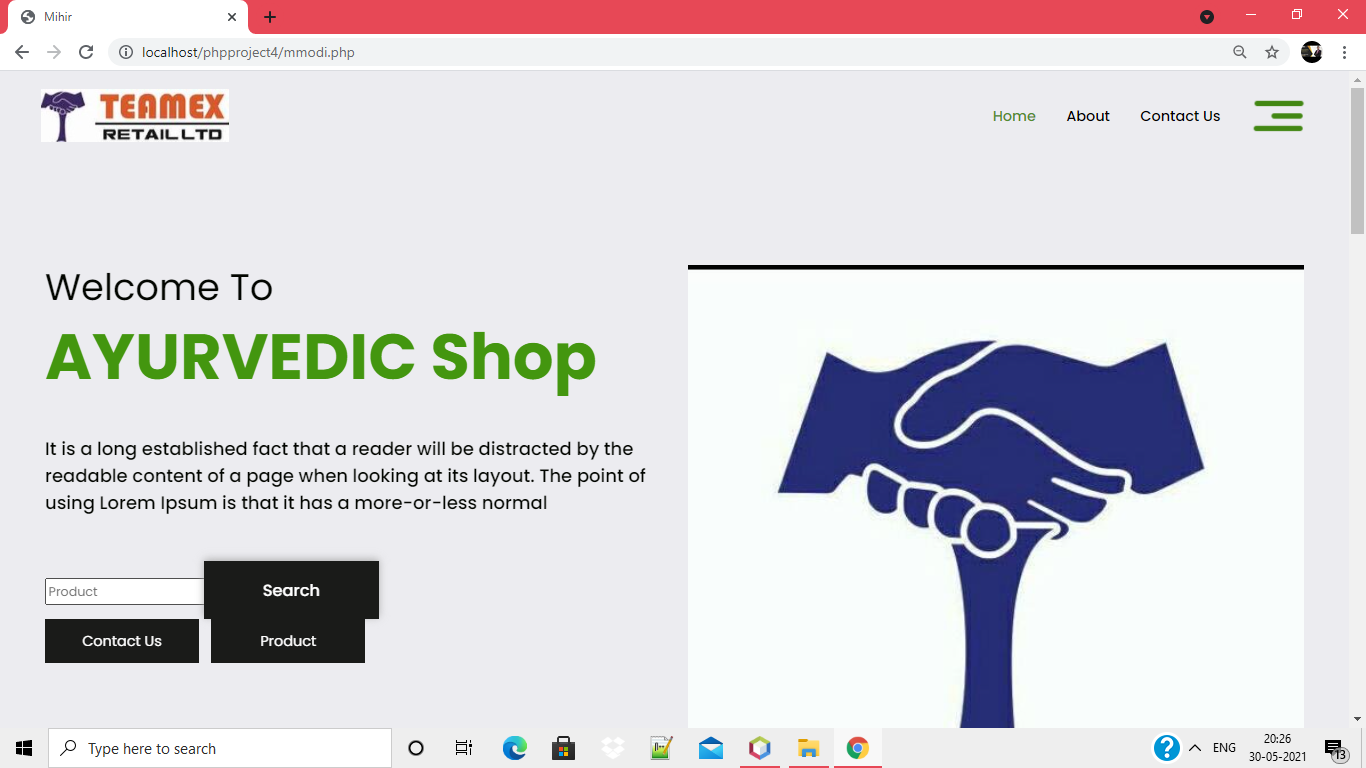 Mihir
localhost/phpproject4/mmodi.php
TEAMEX
RETAIL LTD
Home
About
Contact Us
Welcome To
AYURVEDIC Shop
It is a long established fact that a reader will be distracted by the
readable content of a page when looking at its layout. The point of
using Lorem Ipsum is that it has a more-or-less normal
Product
Search
Contact Us
Product
Type here to search
ENG
20:26
30-05-2021
13